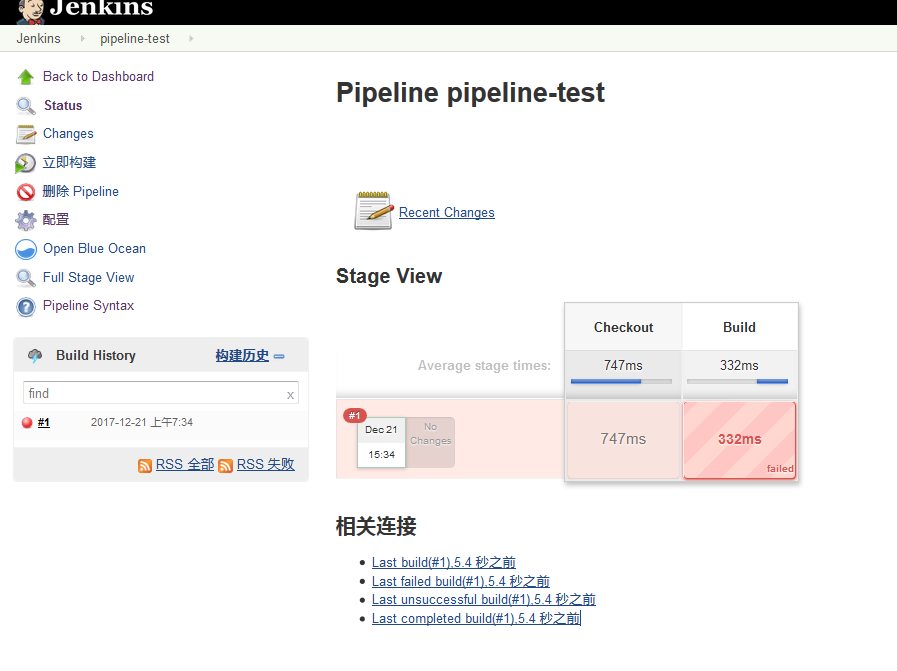 Jenkins
Jenkins pipeline-test
Back to Dashboard
Status
Changes
立即构建
删除 Pipeline
配置
Open Blue Ocean
Full Stage View
Pipeline Syntax
Build History 构建历史
find x
#1 2017-12-21 上午7:34
RSS 全部 RSS 失败
Pipeline pipeline-test
Recent Changes
Stage View
Checkout Build
Average stage times: 747ms 332ms
#1
Dec 21
15:34
No
Changes
747ms
332ms
failed
相关连接
Last build(#1),5.4 秒之前
Last failed build(#1),5.4 秒之前
Last unsuccessful build(#1),5.4 秒之前
Last completed build(#1),5.4 秒之前